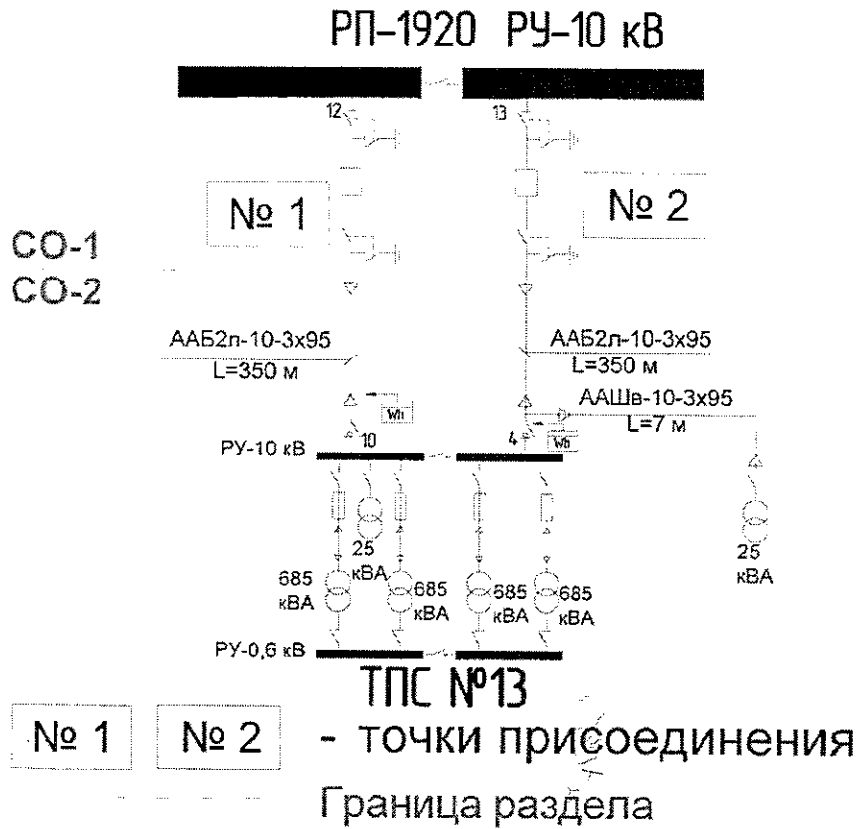 РП-1920 РУ-10 кВ
12
13
№ 1
№ 2
СО-1
СО-2
ААБ2л-10-3х95
L=350 м
ААБ2л-10-3х95
L=350 м
ААШв-10-3х95
L=7 м
Wh
Wh
10
4
РУ-10 кВ
25
кВА
25
кВА
685
кВА
685
кВА
685
кВА
685
кВА
РУ-0,6 кВ
ТПС №13
№ 1
№ 2
- точки присоединения
Граница раздела